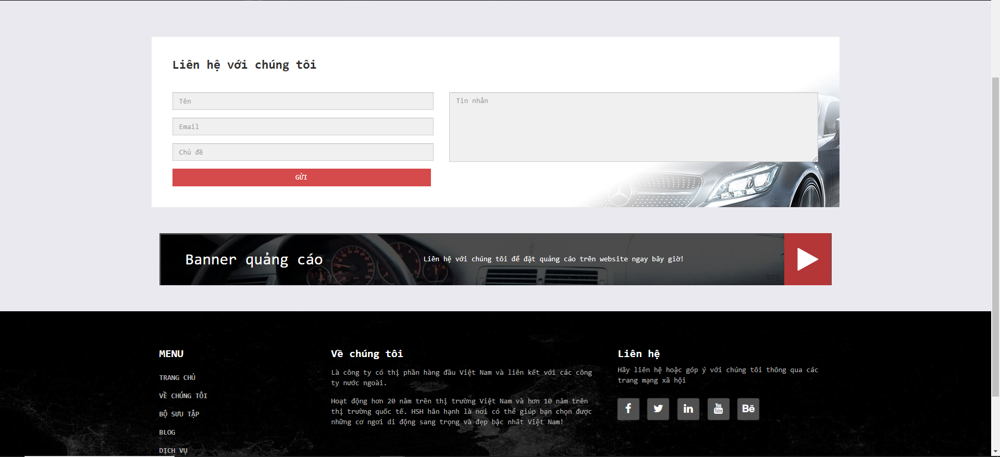 Liên hệ với chúng tôi
Tên
Tin nhắn
Email
Chủ đề
GỬI
Banner quảng cáo
Liên hệ với chúng tôi để đặt quảng cáo trên website ngay bây giờ!
MENU
TRANG CHỦ
VỀ CHÚNG TÔI
BỘ SƯU TẬP
BLOG
DỊCH VỤ
Về chúng tôi
Là công ty có thị phần hàng đầu Việt Nam và liên kết với các công
ty nước ngoài.
Hoạt động hơn 20 năm trên thị trường Việt Nam và hơn 10 năm trên
thị trường quốc tế. HSH hân hạnh là nơi có thể giúp bạn chọn được
những cơ ngơi di động sang trọng và đẹp bậc nhất Việt Nam!
Liên hệ
Hãy liên hệ hoặc góp ý với chúng tôi thông qua các
trang mạng xã hội
f
in
You
Tube
Bē